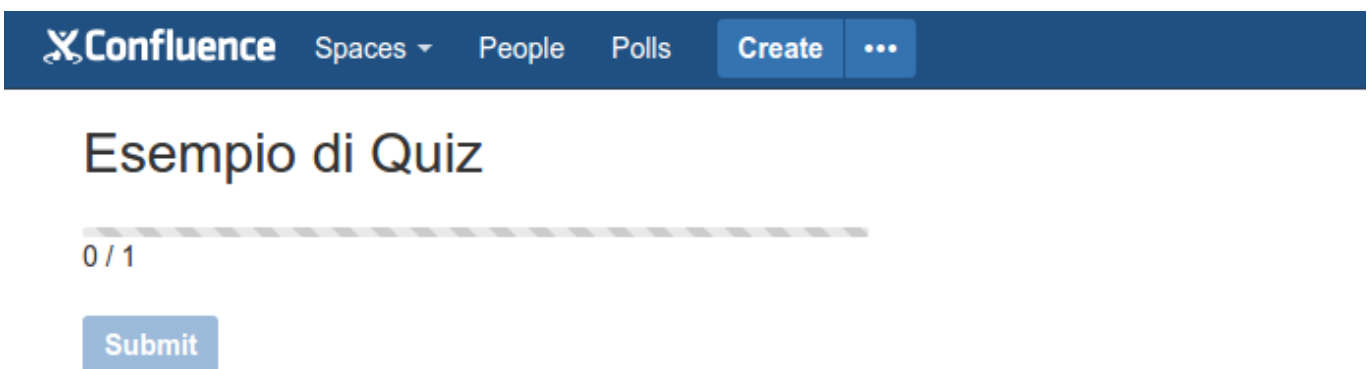 Confluence Spaces People Polls Create •••
Esempio di Quiz
0 / 1
Submit